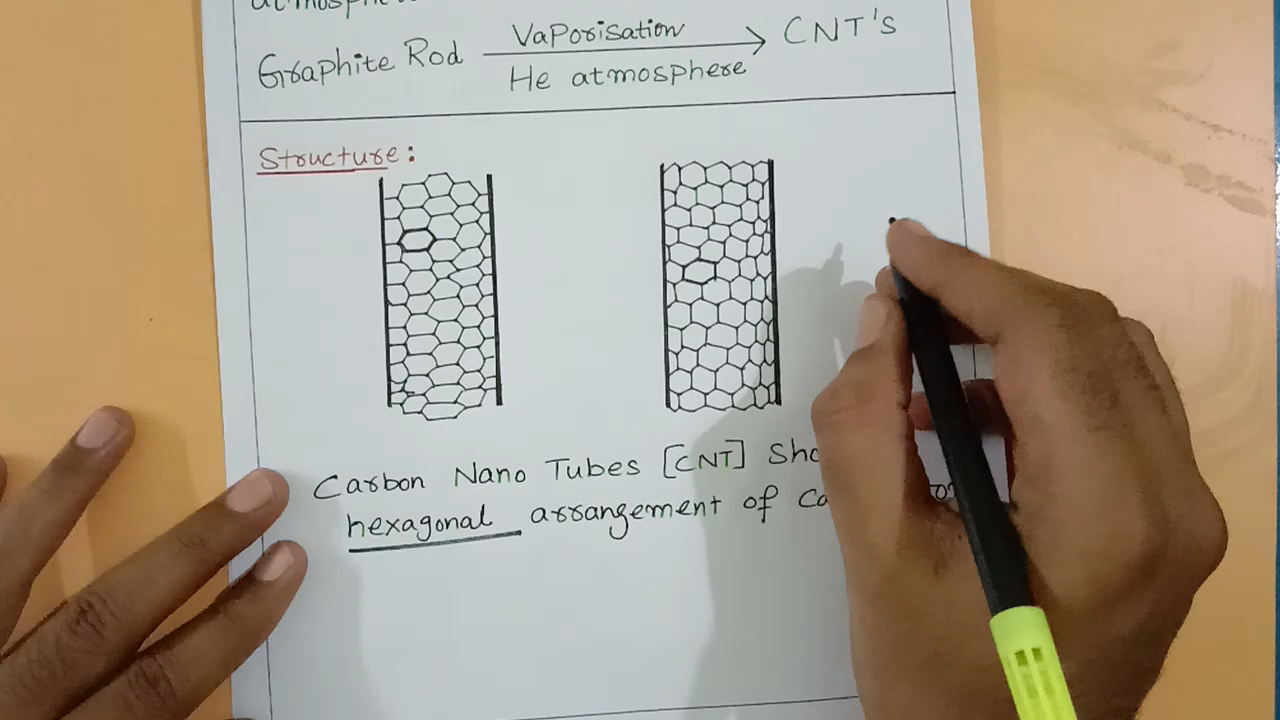 Vaporisation
Graphite Rod → CNT's
He atmosphere
Structure:
Carbon Nano Tubes [CNT]
hexagonal arrangement of